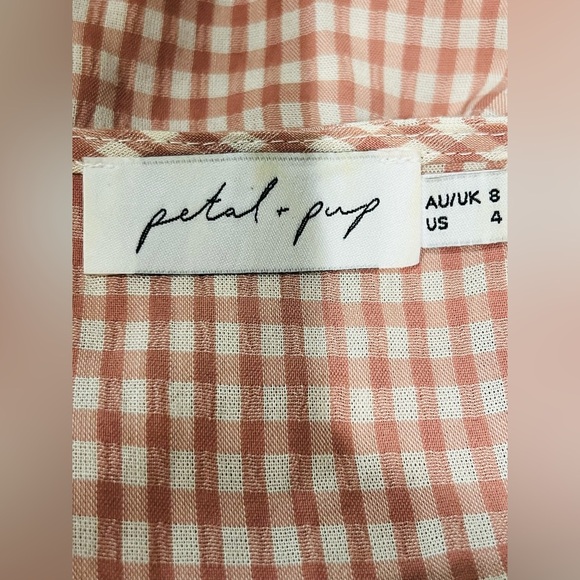 petal + pup
AU/UK 8
US 4